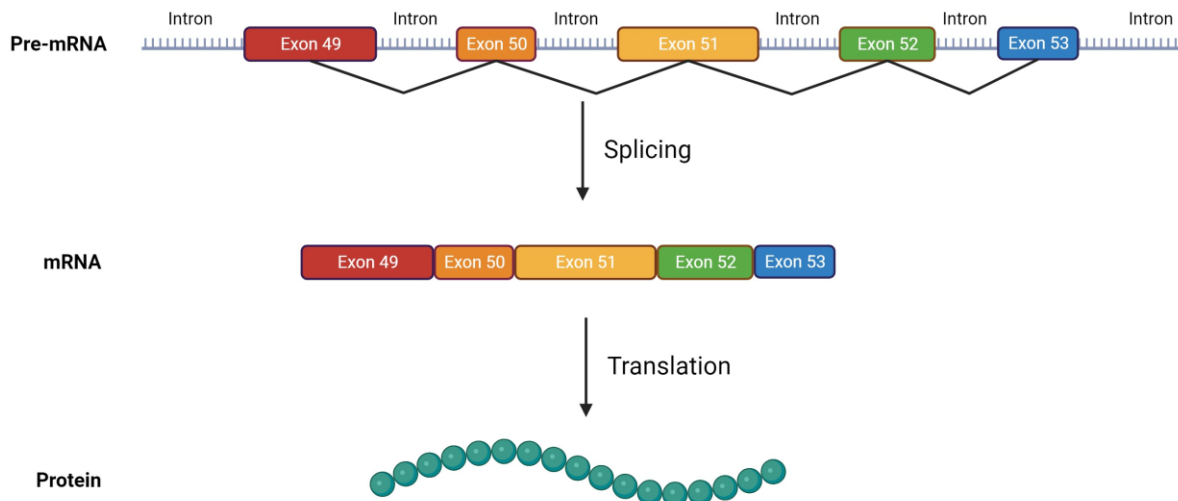 Intron Intron Intron Intron Intron Intron
Pre-mRNA Exon 49 Exon 50 Exon 51 Exon 52 Exon 53
Splicing
mRNA Exon 49 Exon 50 Exon 51 Exon 52 Exon 53
Translation
Protein